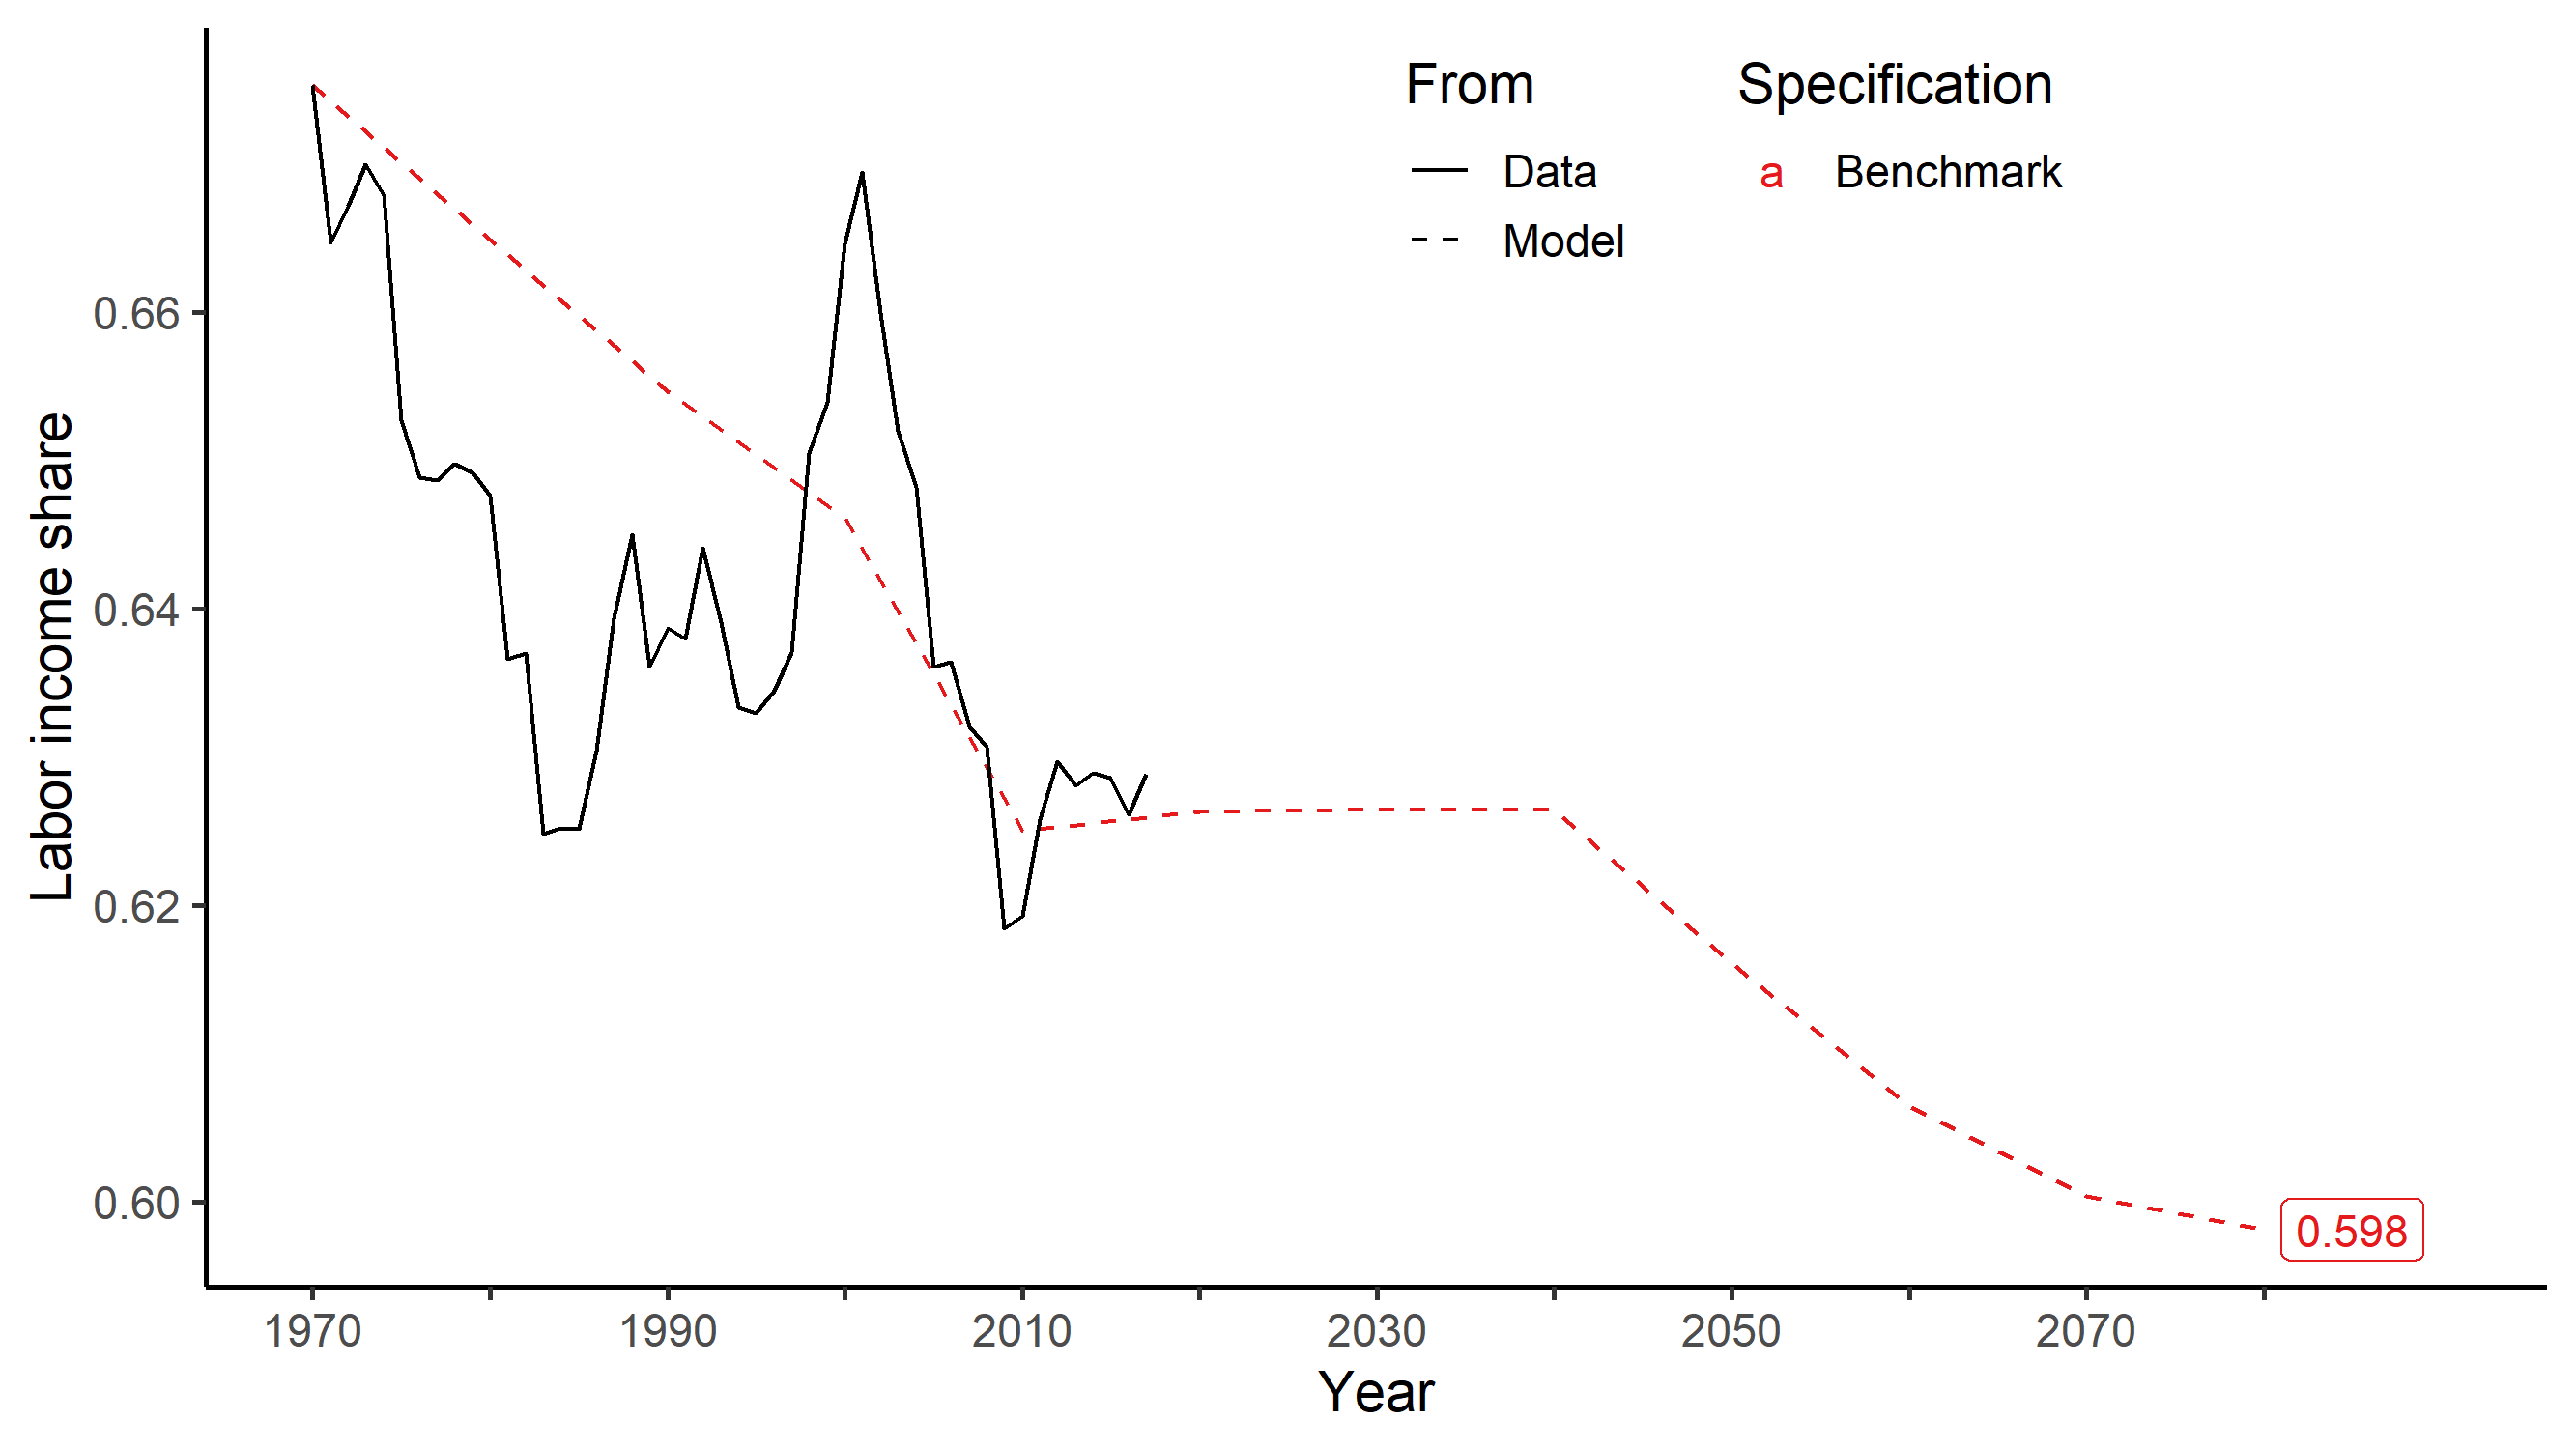 From
Specification
Data
a Benchmark
Model
Labor income share
0.66
0.64
0.62
0.60
0.598
1970
1990
2010
2030
2050
2070
Year